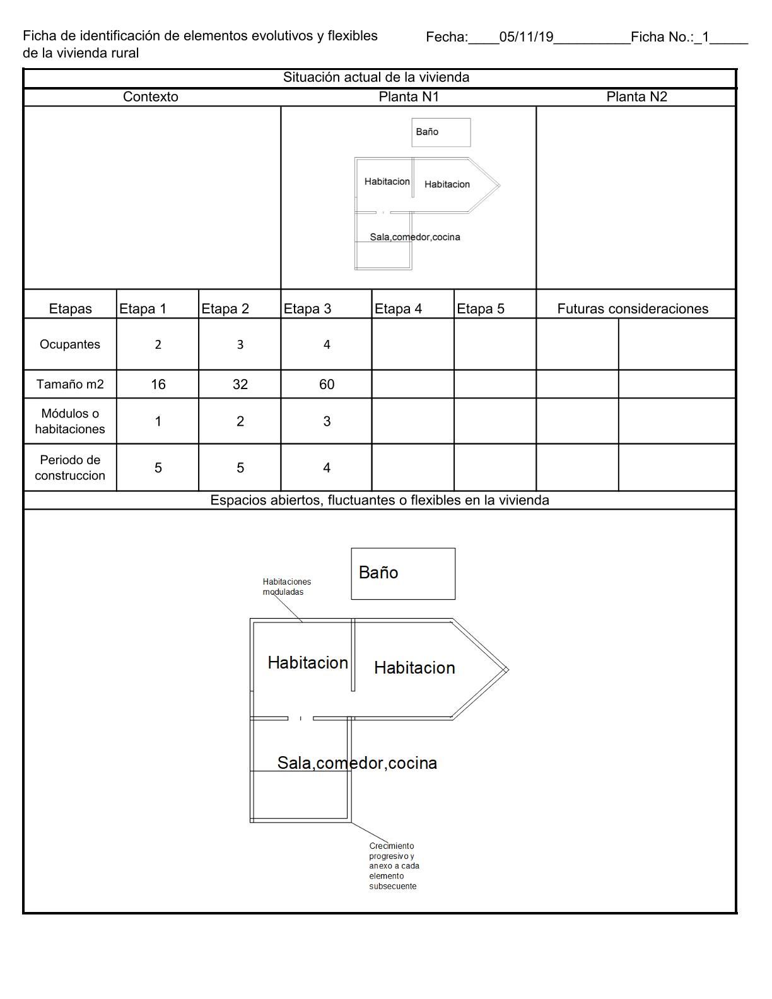 Ficha de identificación de elementos evolutivos y flexibles
de la vivienda rural
Fecha:____05/11/19__________Ficha No.:_1_____
Situación actual de la vivienda
Contexto Planta N1 Planta N2
Baño
Habitacion Habitacion
Sala,comedor,cocina
Etapas Etapa 1 Etapa 2 Etapa 3 Etapa 4 Etapa 5 Futuras consideraciones
Ocupantes 2 3 4
Tamaño m2 16 32 60
Módulos o
habitaciones 1 2 3
Periodo de
construccion 5 5 4
Espacios abiertos, fluctuantes o flexibles en la vivienda
Baño
Habitaciones
moduladas
Habitacion Habitacion
Sala,comedor,cocina
Crecimiento
progresivo y
anexo a cada
elemento
subsecuente